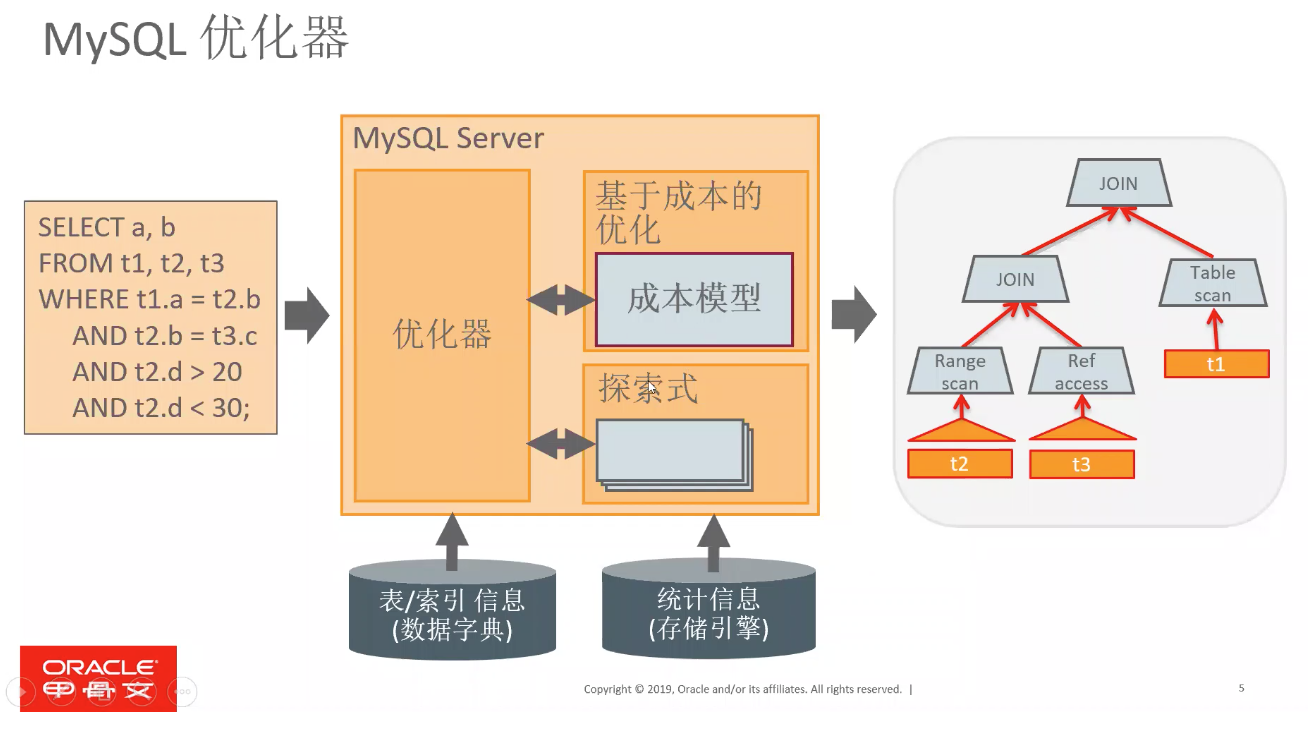 MySQL 优化器
SELECT a, b
FROM t1, t2, t3
WHERE t1.a = t2.b
AND t2.b = t3.c
AND t2.d > 20
AND t2.d < 30;
MySQL Server
优化器
基于成本的
优化
成本模型
探索式
表/索引 信息
(数据字典)
统计信息
(存储引擎)
JOIN
JOIN
Table
scan
Range
scan
Ref
access
t1
t2
t3
ORACLE
甲骨文
Copyright © 2019, Oracle and/or its affiliates. All rights reserved. |
5